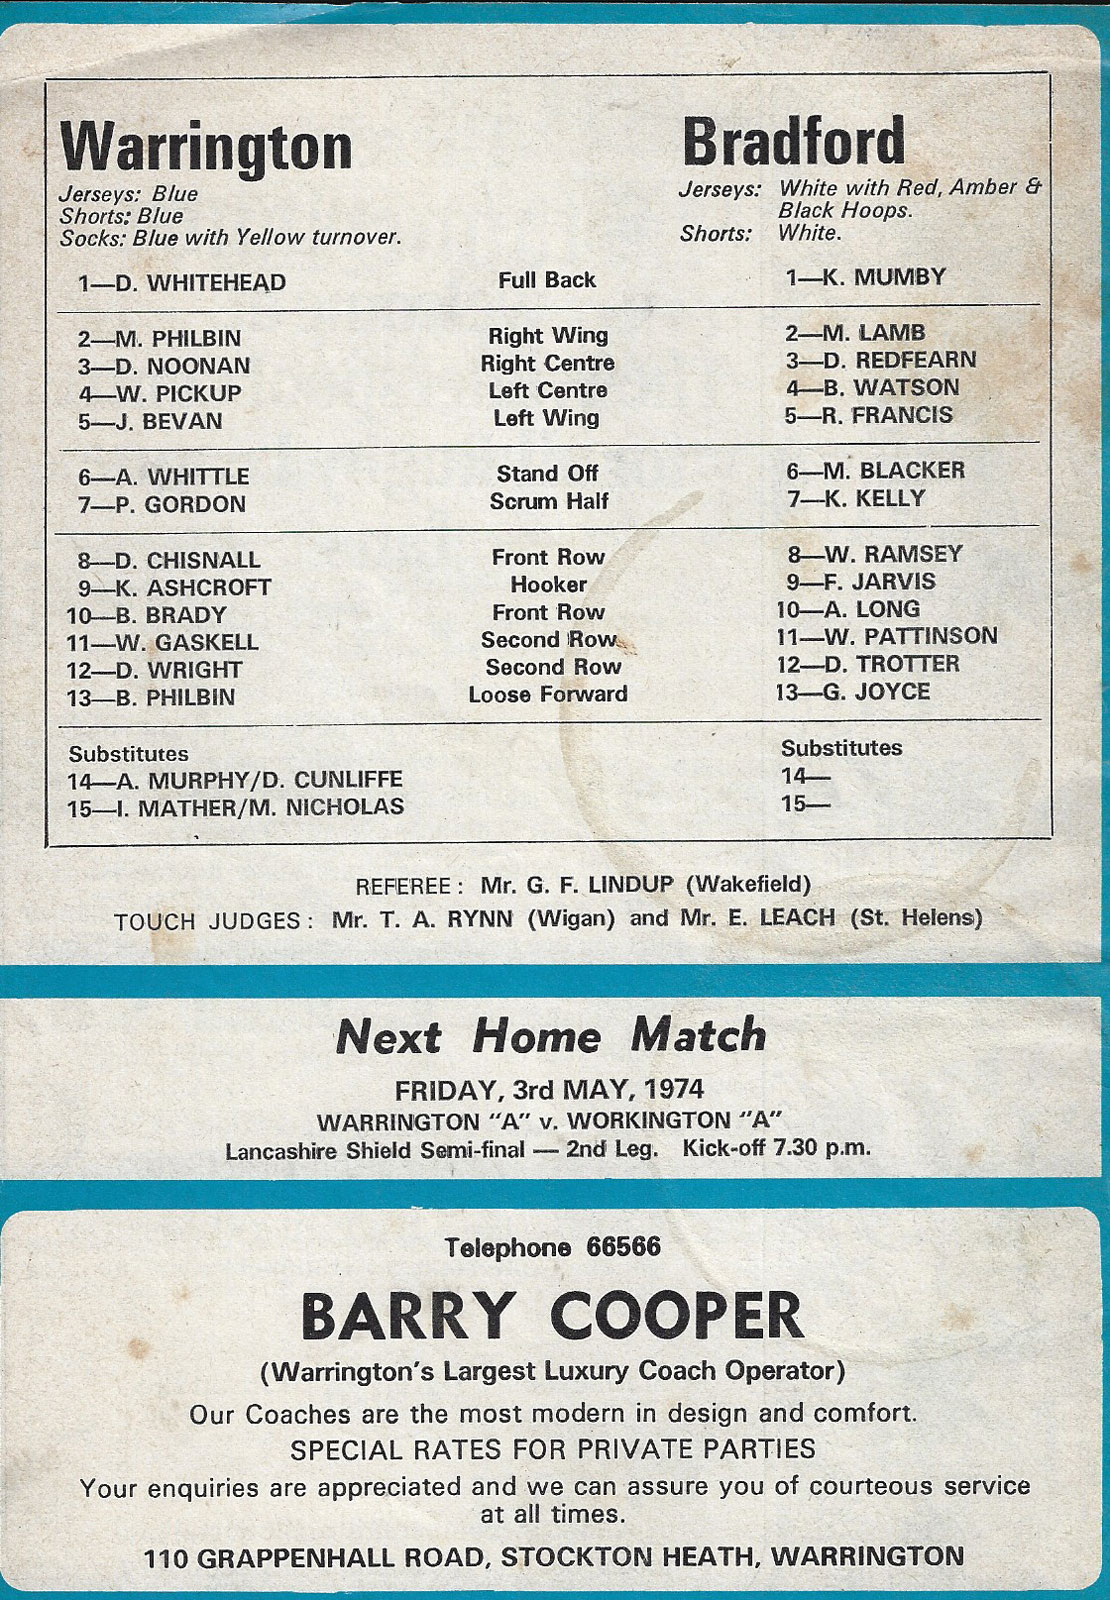 Warrington Bradford
Jerseys: Blue Jerseys: White with Red, Amber &
Shorts: Blue Black Hoops.
Socks: Blue with Yellow turnover. Shorts: White.
1—D. WHITEHEAD Full Back 1—K. MUMBY
2—M. PHILBIN Right Wing 2—M. LAMB
3—D. NOONAN Right Centre 3—D. REDFEARN
4—W. PICKUP Left Centre 4—B. WATSON
5—J. BEVAN Left Wing 5—R. FRANCIS
6—A. WHITTLE Stand Off 6—M. BLACKER
7—P. GORDON Scrum Half 7—K. KELLY
8—D. CHISNALL Front Row 8—W. RAMSEY
9—K. ASHCROFT Hooker 9—F. JARVIS
10—B. BRADY Front Row 10—A. LONG
11—W. GASKELL Second Row 11—W. PATTINSON
12—D. WRIGHT Second Row 12—D. TROTTER
13—B. PHILBIN Loose Forward 13—G. JOYCE
Substitutes Substitutes
14—A. MURPHY/D. CUNLIFFE 14—
15—I. MATHER/M. NICHOLAS 15—
REFEREE: Mr. G. F. LINDUP (Wakefield)
TOUCH JUDGES: Mr. T. A. RYNN (Wigan) and Mr. E. LEACH (St. Helens)
Next Home Match
FRIDAY, 3rd MAY, 1974
WARRINGTON "A" v. WORKINGTON "A"
Lancashire Shield Semi-final — 2nd Leg. Kick-off 7.30 p.m.
Telephone 66566
BARRY COOPER
(Warrington's Largest Luxury Coach Operator)
Our Coaches are the most modern in design and comfort.
SPECIAL RATES FOR PRIVATE PARTIES
Your enquiries are appreciated and we can assure you of courteous service
at all times.
110 GRAPPENHALL ROAD, STOCKTON HEATH, WARRINGTON